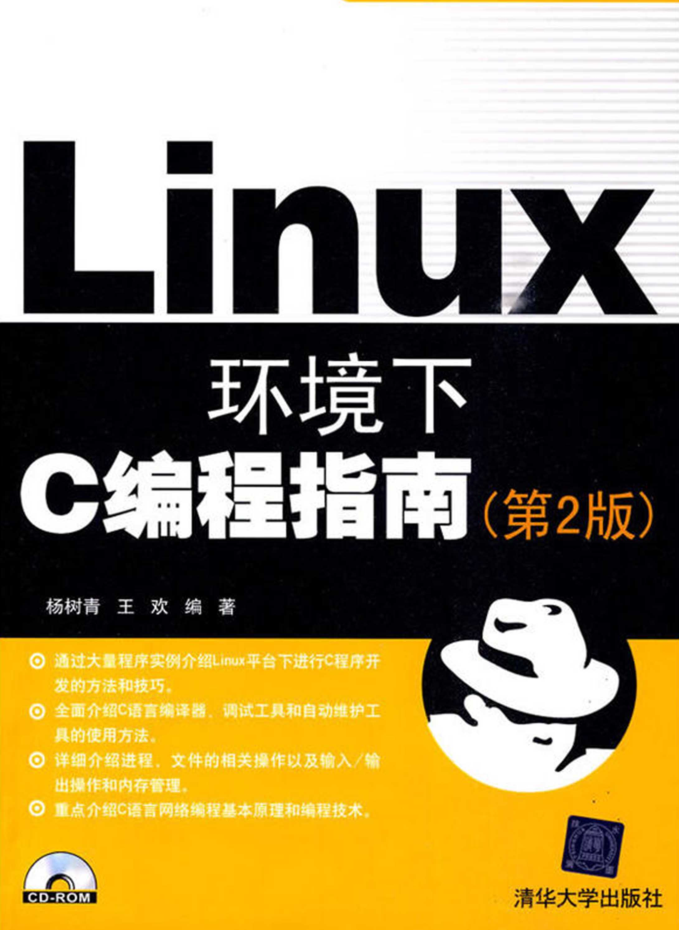 Linux
环境下
C编程指南（第2版）
杨树青 王欢 编著
通过大量程序实例介绍Linux平台下进行C程序开
发的方法和技巧。
全面介绍C语言编译器、调试工具和自动维护工
具的使用方法。
详细介绍进程、文件的相关操作以及输入/输
出操作和内存管理。
重点介绍C语言网络编程基本原理和编程技术。
CD-ROM
清华大学出版社